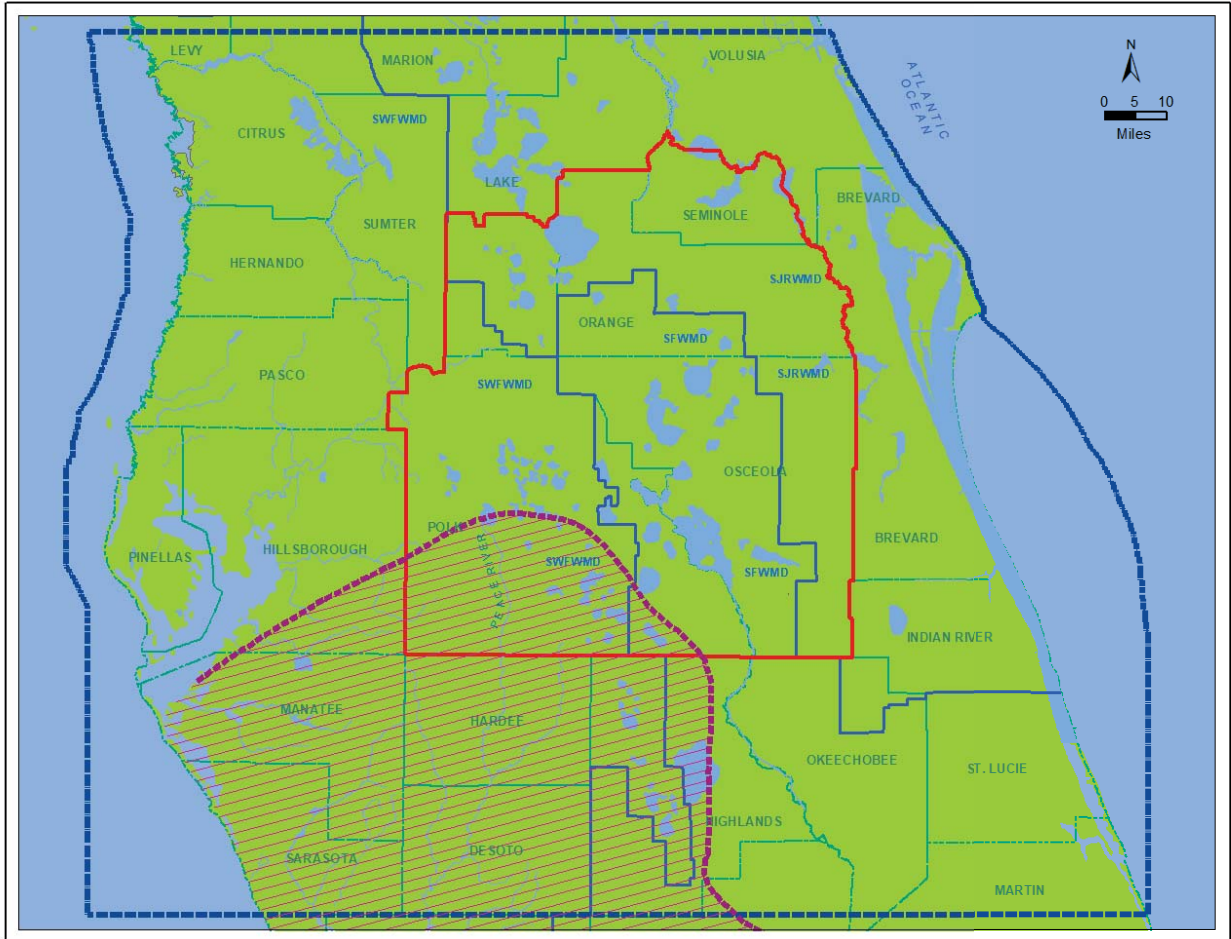 LEVY
MARION
VOLUSIA
N
ATLANTIC
OCEAN
0 5 10
Miles
SWFWMD
CITRUS
LAKE
BREVARD
SEMINOLE
SUMTER
HERNANDO
SJRWMD
ORANGE
SFWMD
PASCO
SWFWMD
SJRWMD
OSCEOLA
POLK
PINELLAS
HILLSBOROUGH
PEACE RIVER
SWFWMD
SFWMD
BREVARD
INDIAN RIVER
MANATEE
HARDEE
OKEECHOBEE
ST. LUCIE
HIGHLANDS
SARASOTA
DESOTO
MARTIN